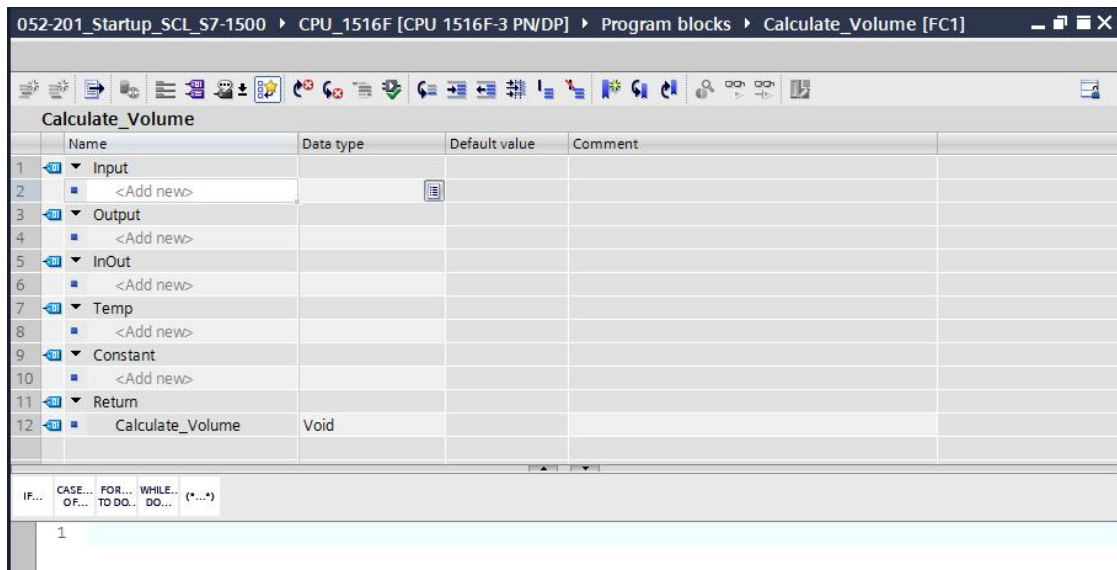 052-201_Startup_SCL_S7-1500 ▸ CPU_1516F [CPU 1516F-3 PN/DP] ▸ Program blocks ▸ Calculate_Volume [FC1]
Calculate_Volume
Name Data type Default value Comment
1 Input
2 <Add new>
3 Output
4 <Add new>
5 InOut
6 <Add new>
7 Temp
8 <Add new>
9 Constant
10 <Add new>
11 Return
12 Calculate_Volume Void
IF... CASE... FOR... WHILE.. (*...*)
OF... TO DO.. DO...
1